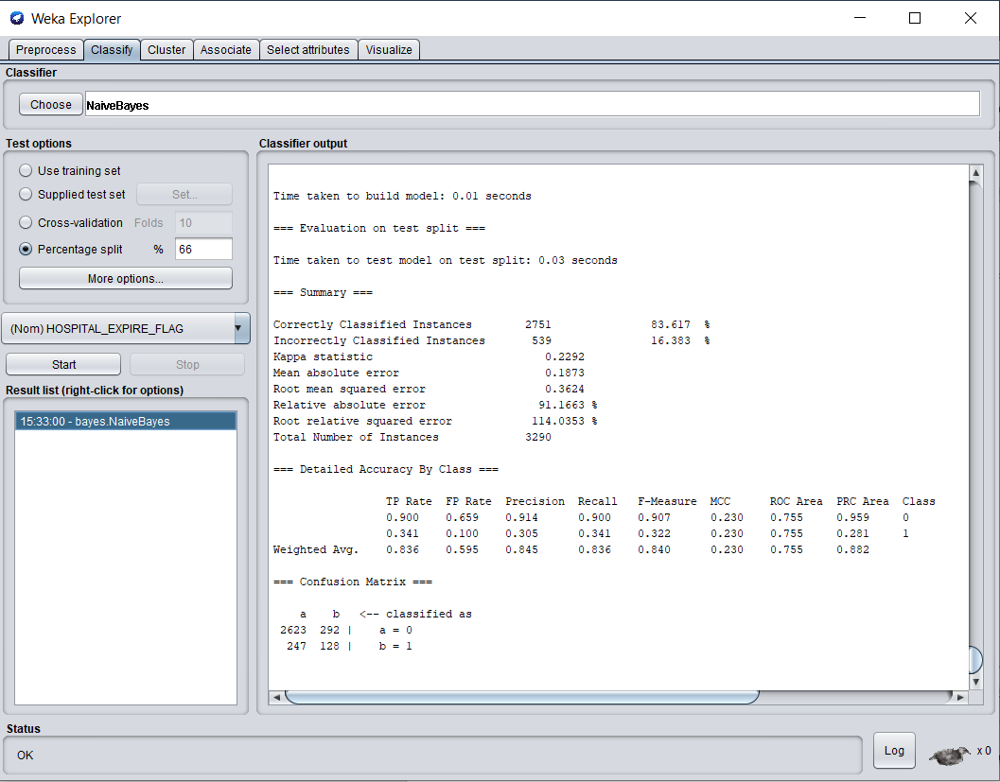 Weka Explorer
Preprocess Classify Cluster Associate Select attributes Visualize
Classifier
Choose NaiveBayes
Test options
Use training set
Supplied test set Set...
Cross-validation Folds 10
Percentage split % 66
More options...
(Nom) HOSPITAL_EXPIRE_FLAG
Start Stop
Result list (right-click for options)
15:33:00 - bayes.NaiveBayes
Classifier output
Time taken to build model: 0.01 seconds
=== Evaluation on test split ===
Time taken to test model on test split: 0.03 seconds
=== Summary ===
Correctly Classified Instances 2751 83.617 %
Incorrectly Classified Instances 539 16.383 %
Kappa statistic 0.2292
Mean absolute error 0.1873
Root mean squared error 0.3624
Relative absolute error 91.1663 %
Root relative squared error 114.0353 %
Total Number of Instances 3290
=== Detailed Accuracy By Class ===
TP Rate FP Rate Precision Recall F-Measure MCC ROC Area PRC Area Class
0.900 0.659 0.914 0.900 0.907 0.230 0.755 0.959 0
0.341 0.100 0.305 0.341 0.322 0.230 0.755 0.281 1
Weighted Avg. 0.836 0.595 0.845 0.836 0.840 0.230 0.755 0.882
=== Confusion Matrix ===
a b <-- classified as
2623 292 | a = 0
247 128 | b = 1
Status
OK
Log x 0